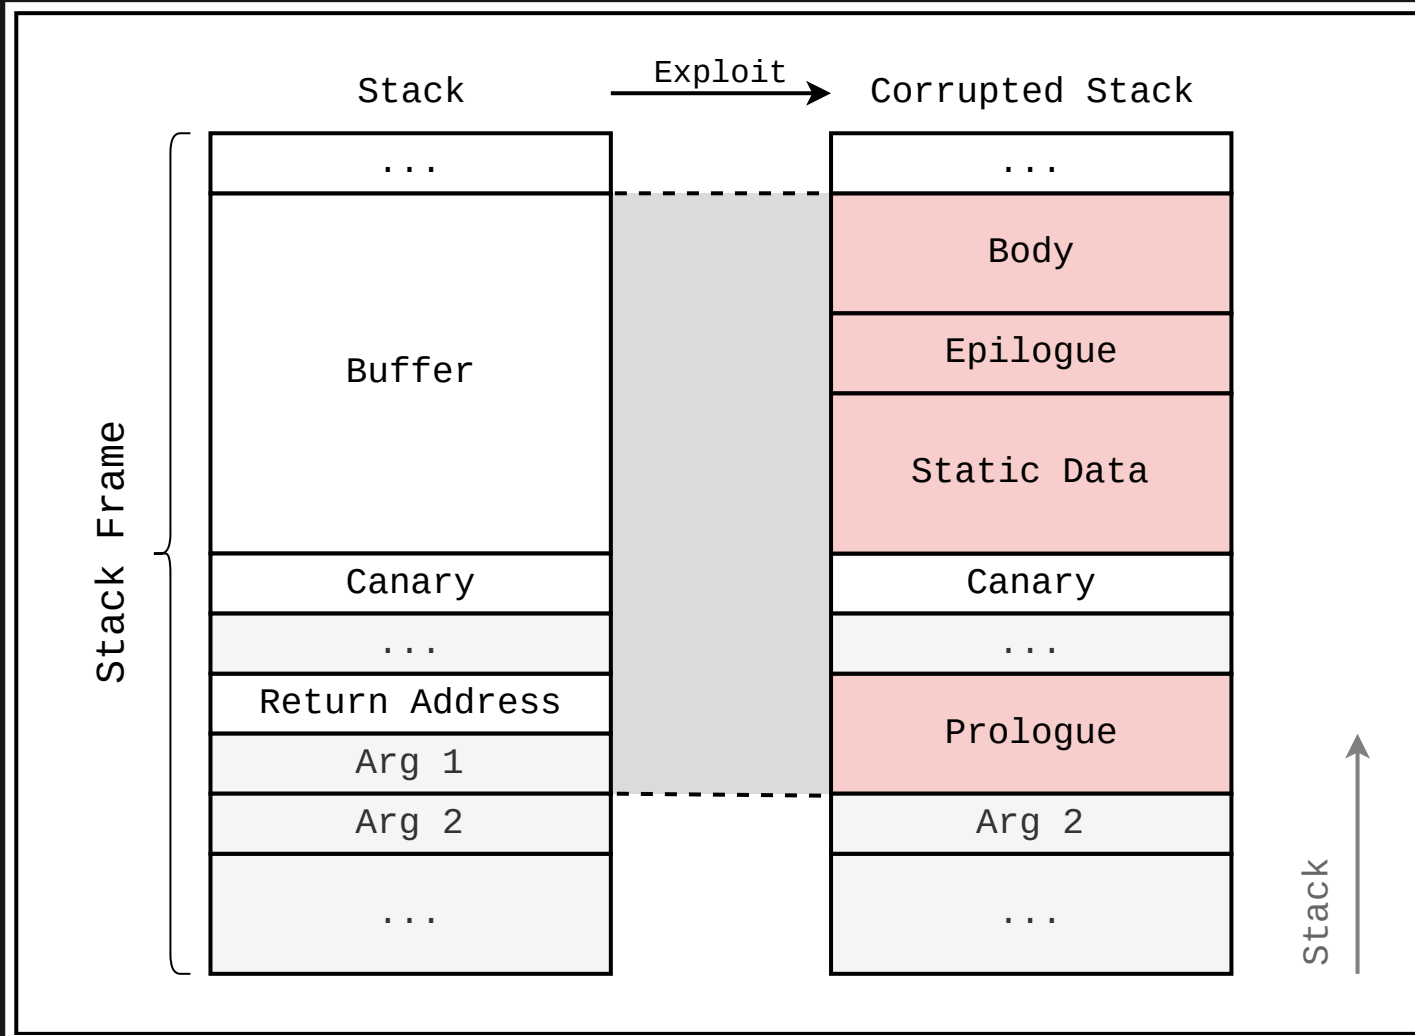 Stack
Exploit
Corrupted Stack
Stack Frame
...
Buffer
Canary
...
Return Address
Arg 1
Arg 2
...
...
Body
Epilogue
Static Data
Canary
...
Prologue
Arg 2
...
Stack